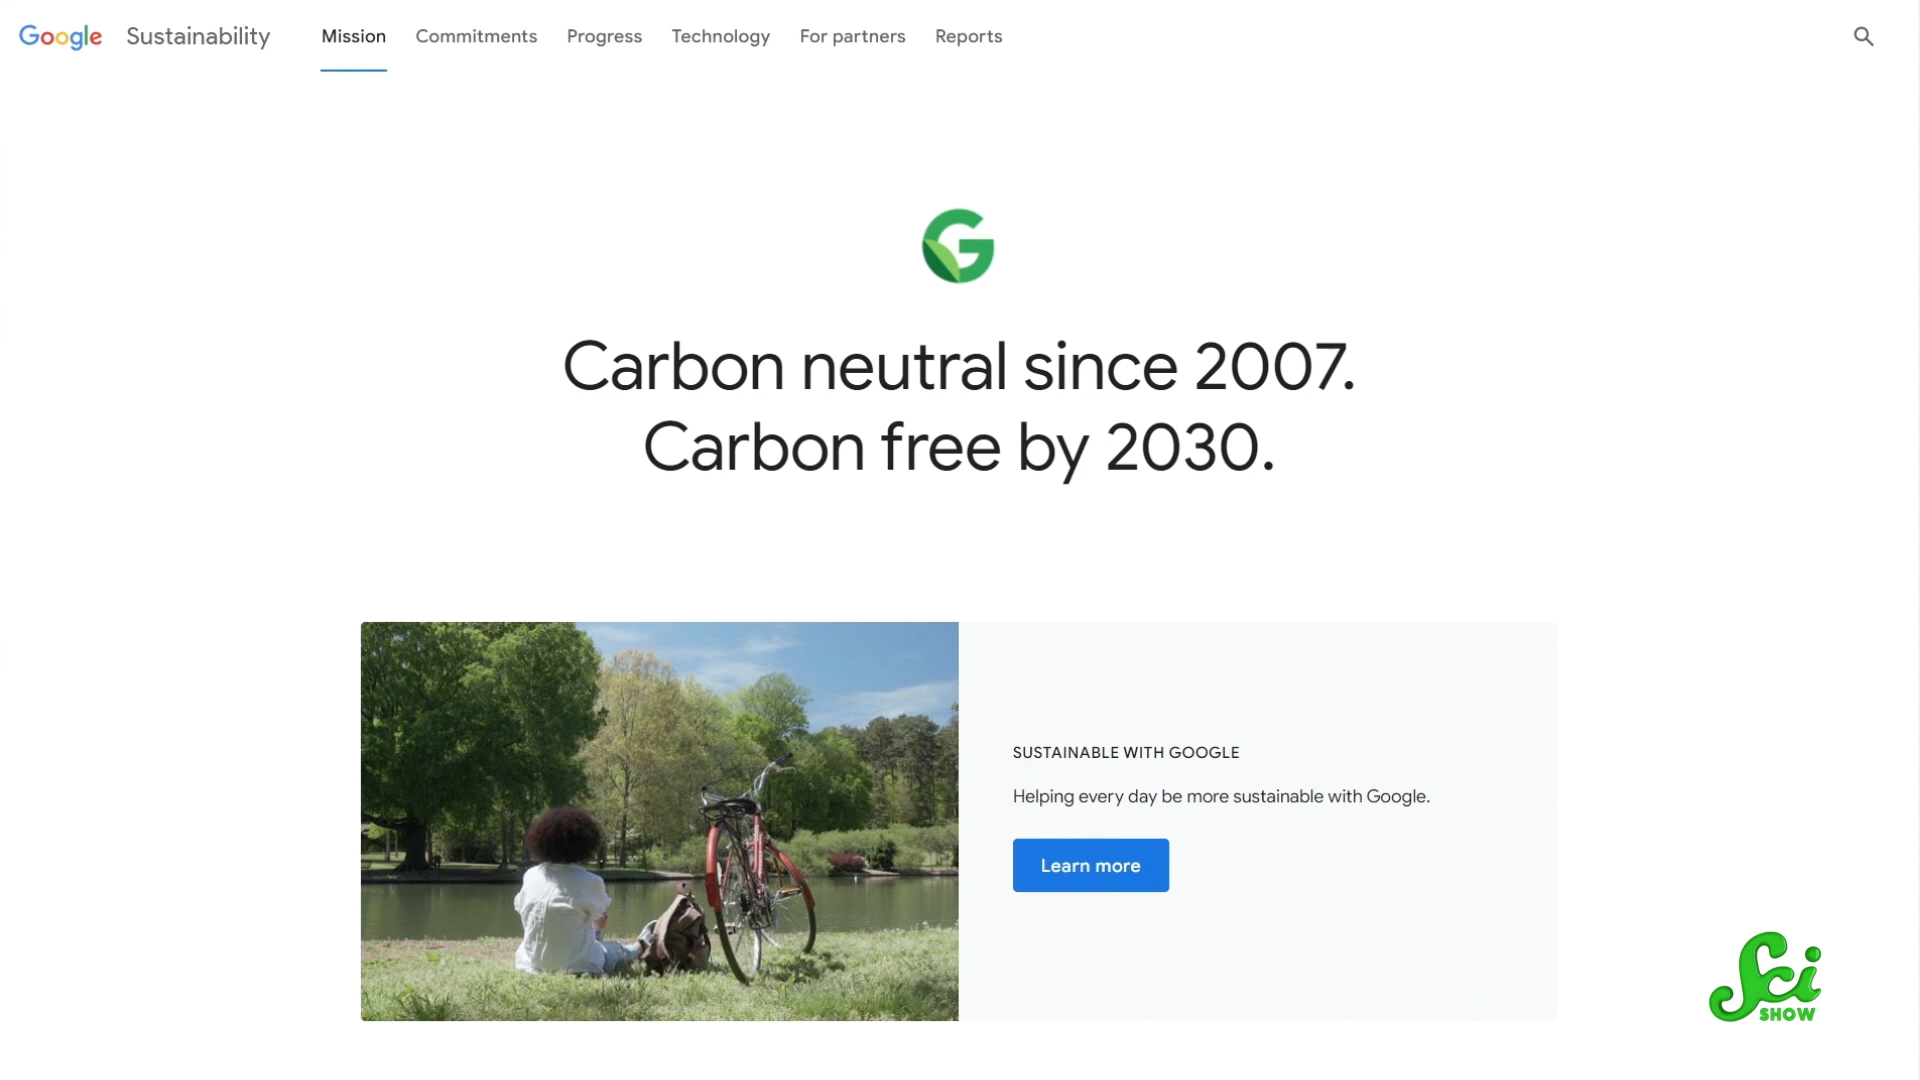 Google Sustainability
Mission
Commitments
Progress
Technology
For partners
Reports
Carbon neutral since 2007.
Carbon free by 2030.
SUSTAINABLE WITH GOOGLE
Helping every day be more sustainable with Google.
Learn more
Sci
SHOW